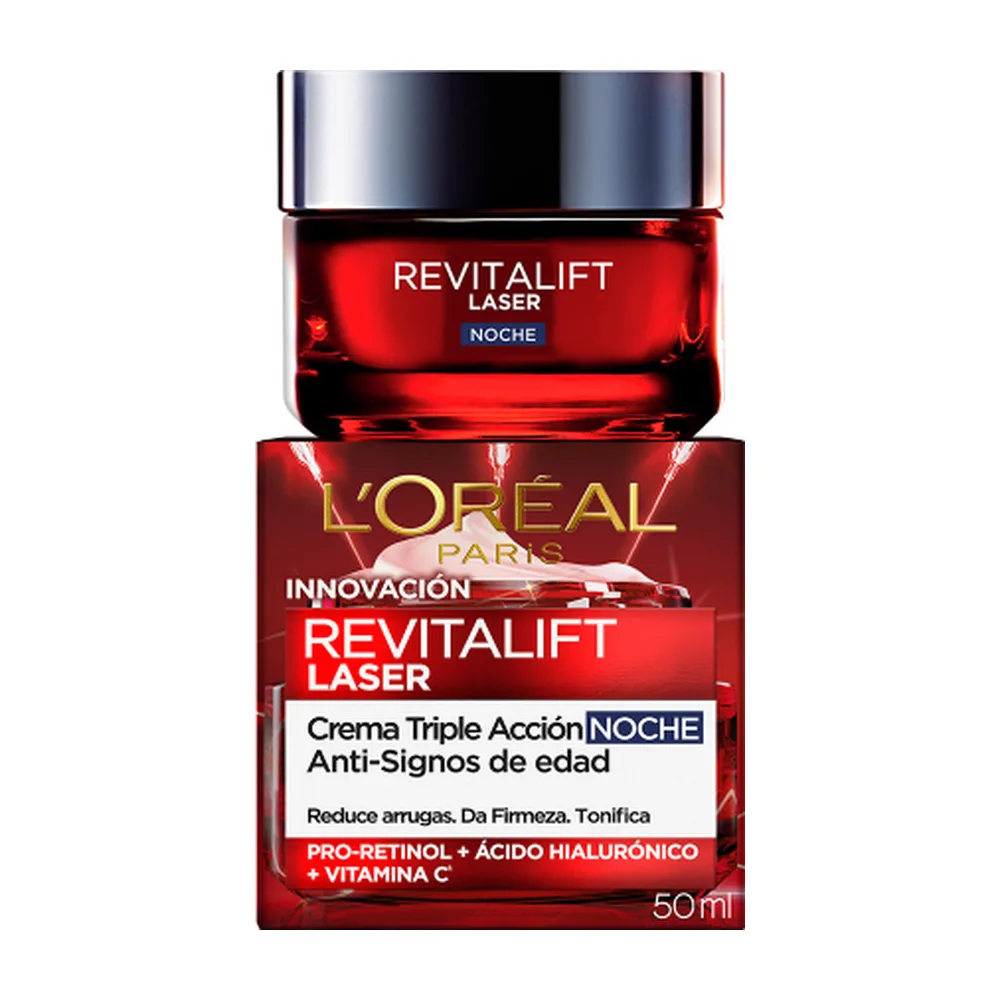 REVITALIFT
LASER
NOCHE
L'ORÉAL
PARiS
INNOVACIÓN
REVITALIFT
LASER
Crema Triple Acción NOCHE
Anti-Signos de edad
Reduce arrugas. Da Firmeza. Tonifica
PRO-RETINOL + ÁCIDO HIALURÓNICO
+ VITAMINA C
50ml